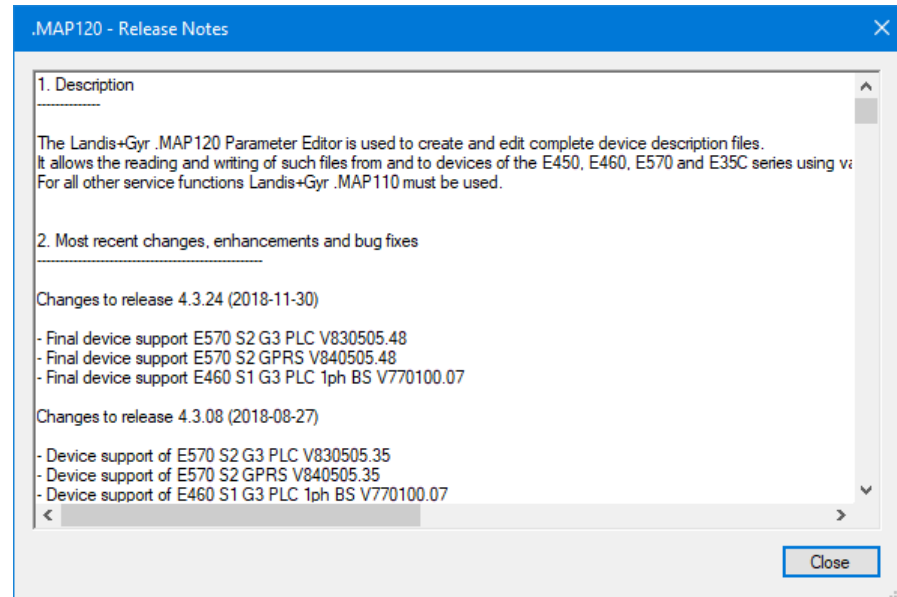 .MAP120 - Release Notes
1. Description
--------------
The Landis+Gyr .MAP120 Parameter Editor is used to create and edit complete device description files.
It allows the reading and writing of such files from and to devices of the E450, E460, E570 and E35C series using
For all other service functions Landis+Gyr .MAP110 must be used.
2. Most recent changes, enhancements and bug fixes
--------------------------------------------------
Changes to release 4.3.24 (2018-11-30)
- Final device support E570 S2 G3 PLC V830505.48
- Final device support E570 S2 GPRS V840505.48
- Final device support E460 S1 G3 PLC 1ph BS V770100.07
Changes to release 4.3.08 (2018-08-27)
- Device support of E570 S2 G3 PLC V830505.35
- Device support of E570 S2 GPRS V840505.35
- Device support of E460 S1 G3 PLC 1ph BS V770100.07
Close